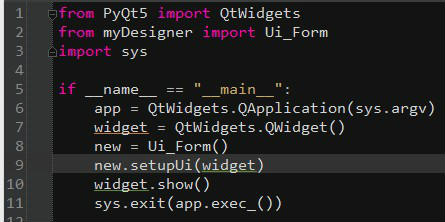 1 from PyQt5 import QtWidgets
2 from myDesigner import Ui_Form
3 import sys
4
5 if __name__ == "__main__":
6 app = QtWidgets.QApplication(sys.argv)
7 widget = QtWidgets.QWidget()
8 new = Ui_Form()
9 new.setupUi(widget)
10 widget.show()
11 sys.exit(app.exec_())